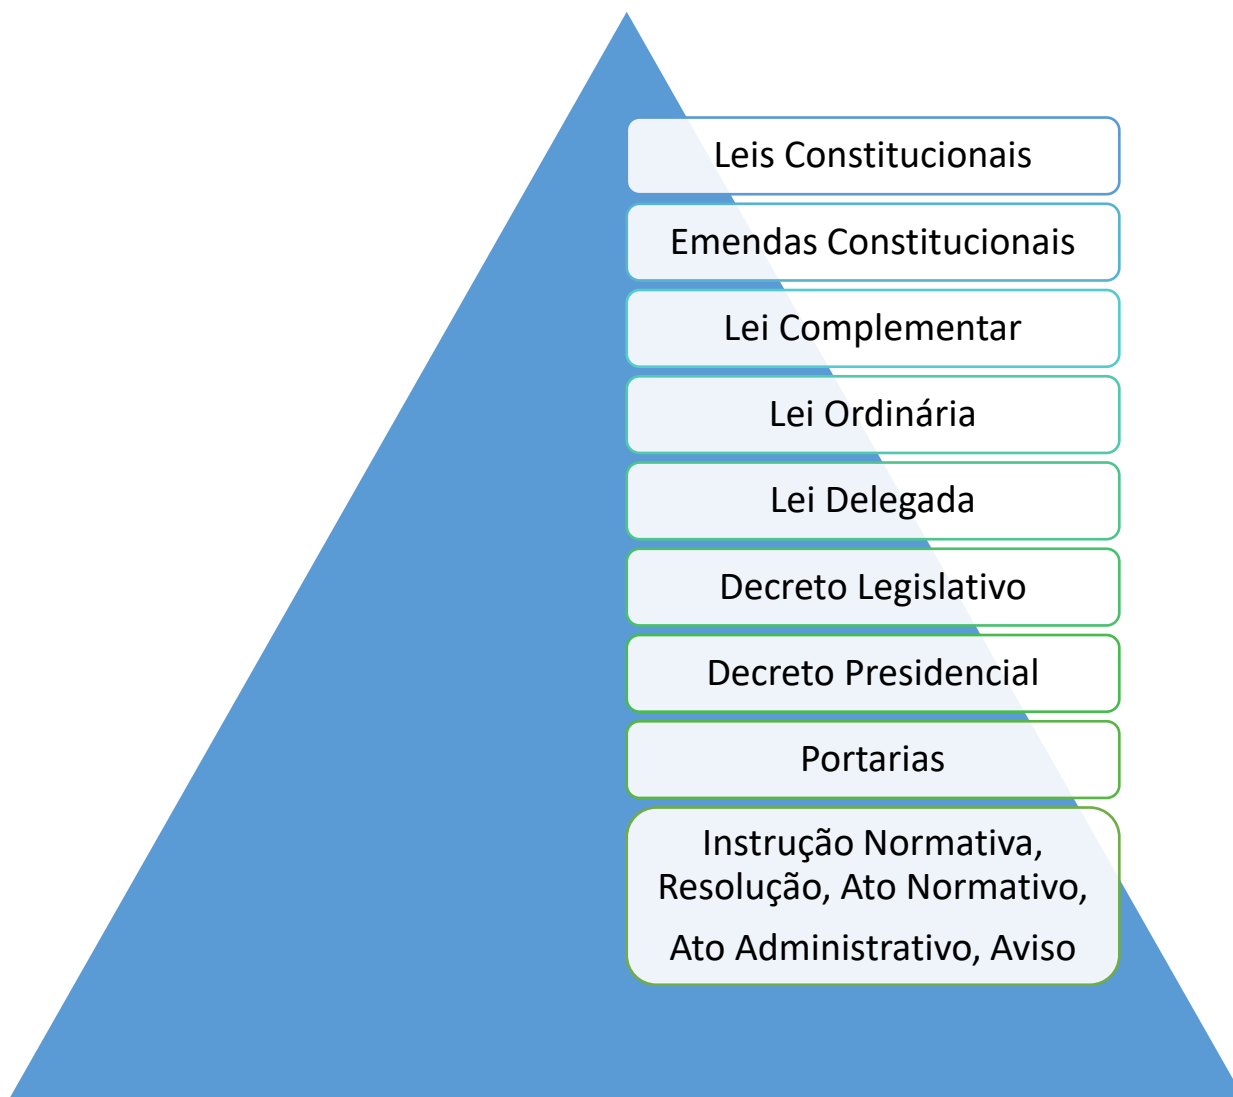 Leis Constitucionais
Emendas Constitucionais
Lei Complementar
Lei Ordinária
Lei Delegada
Decreto Legislativo
Decreto Presidencial
Portarias
Instrução Normativa,
Resolução, Ato Normativo,
Ato Administrativo, Aviso